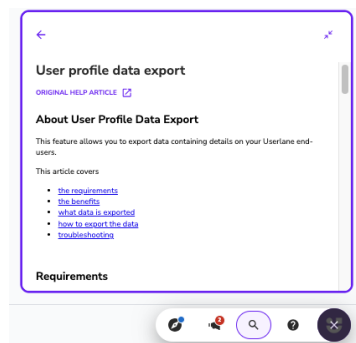 User profile data export
ORIGINAL HELP ARTICLE
About User Profile Data Export
This feature allows you to export data containing details on your Userlane end-
users.
This article covers
the requirements
the benefits
what data is exported
how to export the data
troubleshooting
Requirements
2